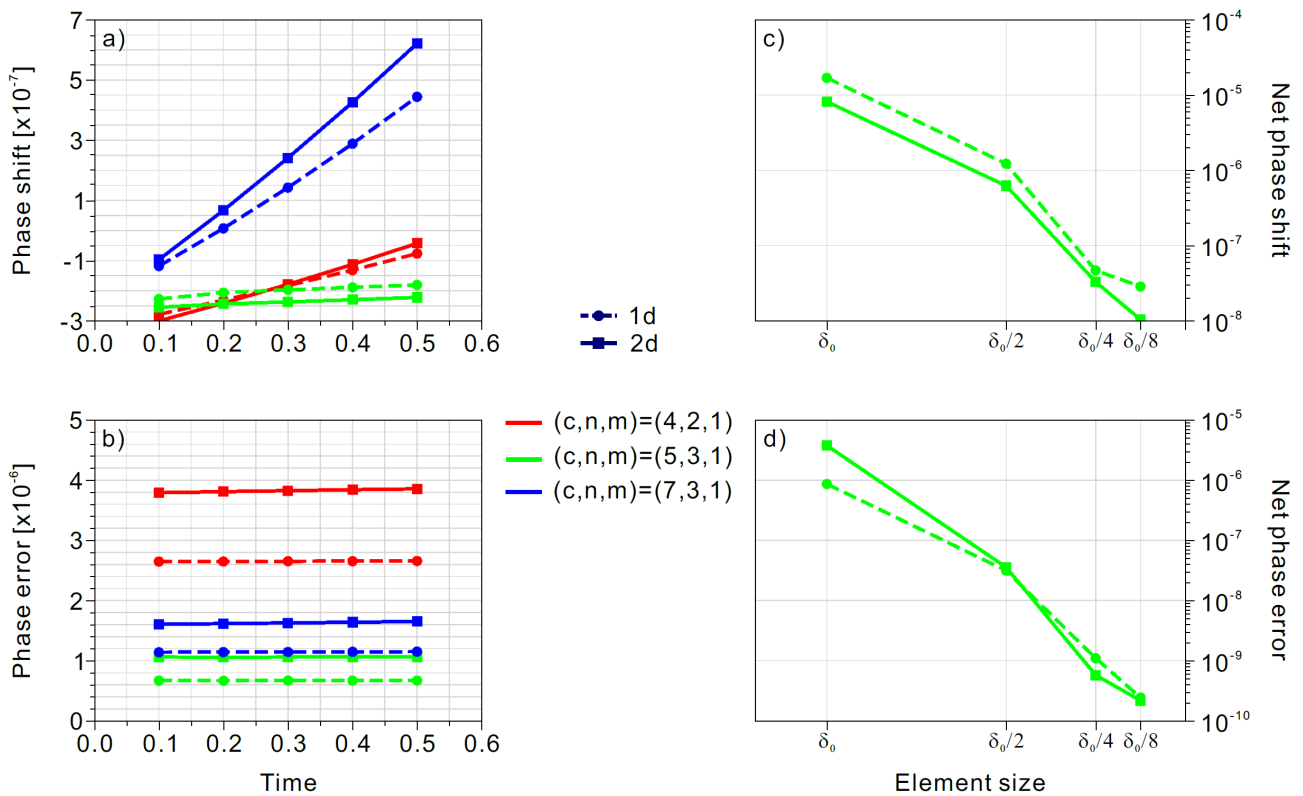 a)
Phase shift [x10⁻⁷]
7
5
3
1
-1
-3
0.0 0.1 0.2 0.3 0.4 0.5 0.6
1d
2d
c)
Net phase shift
10⁻⁴
10⁻⁵
10⁻⁶
10⁻⁷
10⁻⁸
δ₀ δ₀/2 δ₀/4 δ₀/8
(c,n,m)=(4,2,1)
(c,n,m)=(5,3,1)
(c,n,m)=(7,3,1)
b)
Phase error [x10⁻⁶]
5
4
3
2
1
0
0.0 0.1 0.2 0.3 0.4 0.5 0.6
Time
d)
Net phase error
10⁻⁵
10⁻⁶
10⁻⁷
10⁻⁸
10⁻⁹
10⁻¹⁰
δ₀ δ₀/2 δ₀/4 δ₀/8
Element size